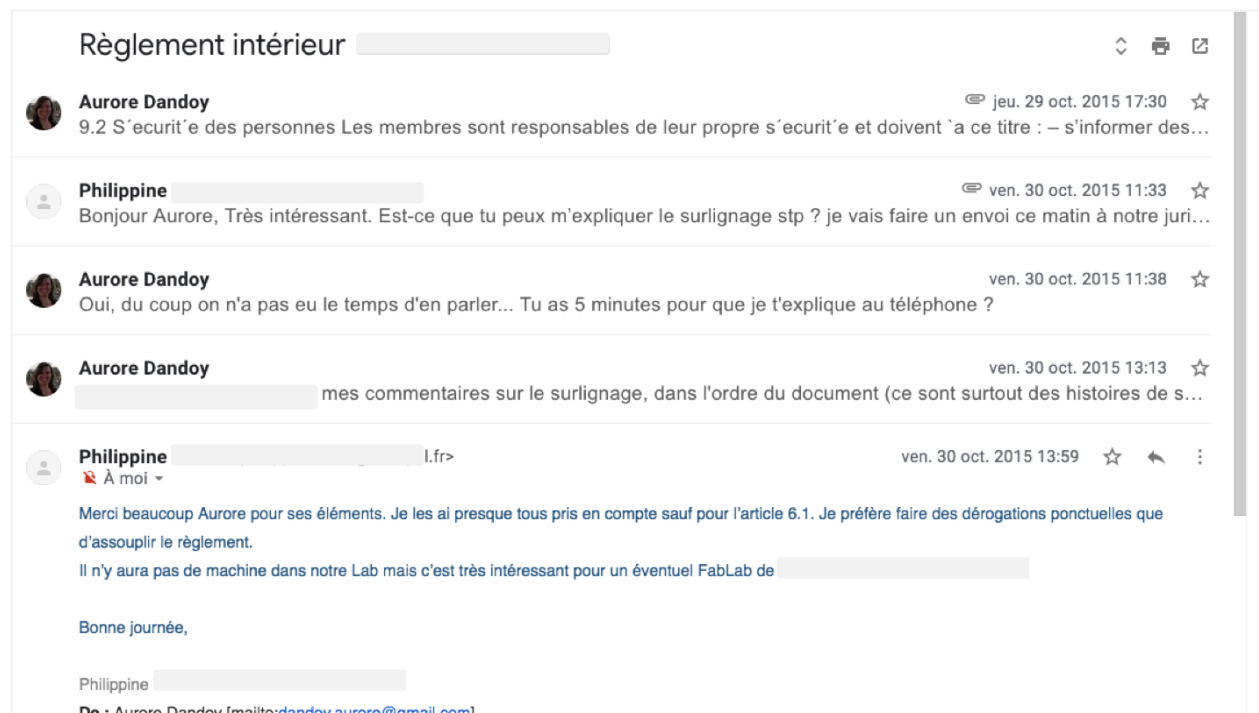 Règlement intérieur
Aurore Dandoy jeu. 29 oct. 2015 17:30
9.2 S´ecurit´e des personnes Les membres sont responsables de leur propre s´ecurit´e et doivent `a ce titre : – s'informer des...
Philippine ven. 30 oct. 2015 11:33
Bonjour Aurore, Très intéressant. Est-ce que tu peux m'expliquer le surlignage stp ? je vais faire un envoi ce matin à notre juri...
Aurore Dandoy ven. 30 oct. 2015 11:38
Oui, du coup on n'a pas eu le temps d'en parler... Tu as 5 minutes pour que je t'explique au téléphone ?
Aurore Dandoy ven. 30 oct. 2015 13:13
mes commentaires sur le surlignage, dans l'ordre du document (ce sont surtout des histoires de s...
Philippine l.fr> ven. 30 oct. 2015 13:59
À moi
Merci beaucoup Aurore pour ses éléments. Je les ai presque tous pris en compte sauf pour l'article 6.1. Je préfère faire des dérogations ponctuelles que
d'assouplir le règlement.
Il n'y aura pas de machine dans notre Lab mais c'est très intéressant pour un éventuel FabLab de
Bonne journée,
Philippine
De : Aurore Dandoy [mailto:dandoy.aurore@gmail.com]